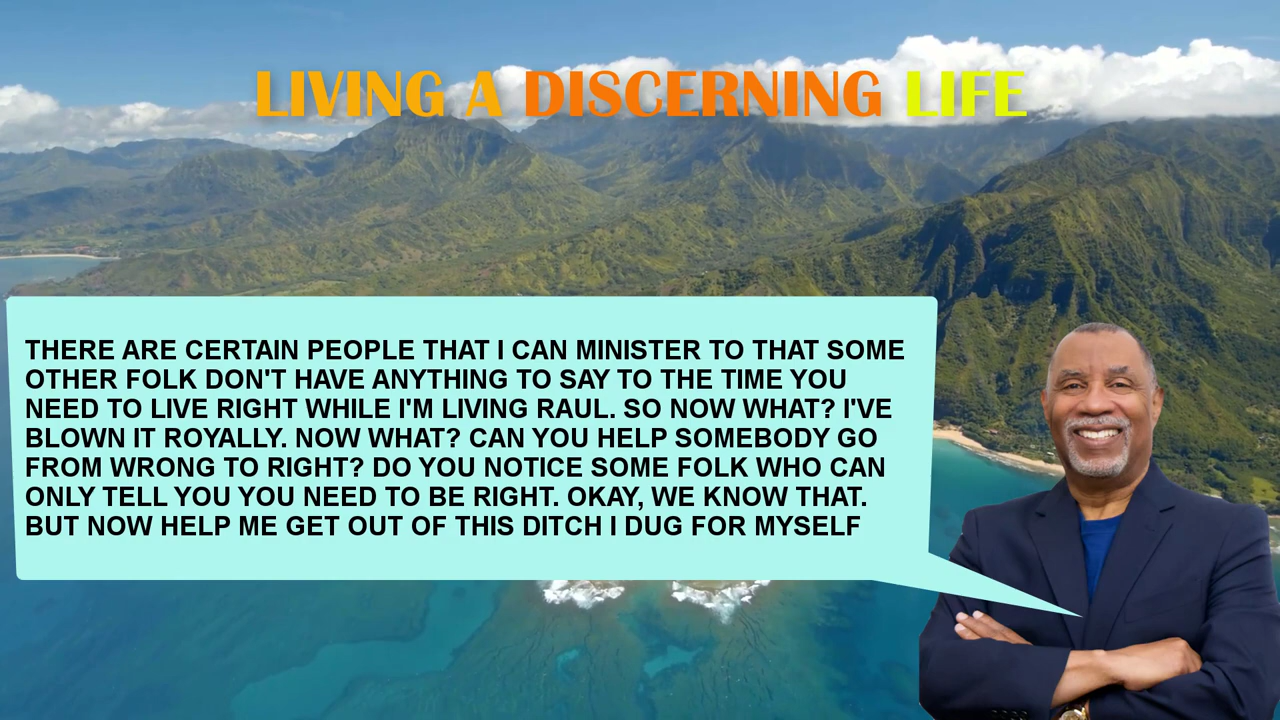 LIVING A DISCERNING LIFE
THERE ARE CERTAIN PEOPLE THAT I CAN MINISTER TO THAT SOME
OTHER FOLK DON'T HAVE ANYTHING TO SAY TO THE TIME YOU
NEED TO LIVE RIGHT WHILE I'M LIVING RAUL. SO NOW WHAT? I'VE
BLOWN IT ROYALLY. NOW WHAT? CAN YOU HELP SOMEBODY GO
FROM WRONG TO RIGHT? DO YOU NOTICE SOME FOLK WHO CAN
ONLY TELL YOU YOU NEED TO BE RIGHT. OKAY, WE KNOW THAT.
BUT NOW HELP ME GET OUT OF THIS DITCH I DUG FOR MYSELF